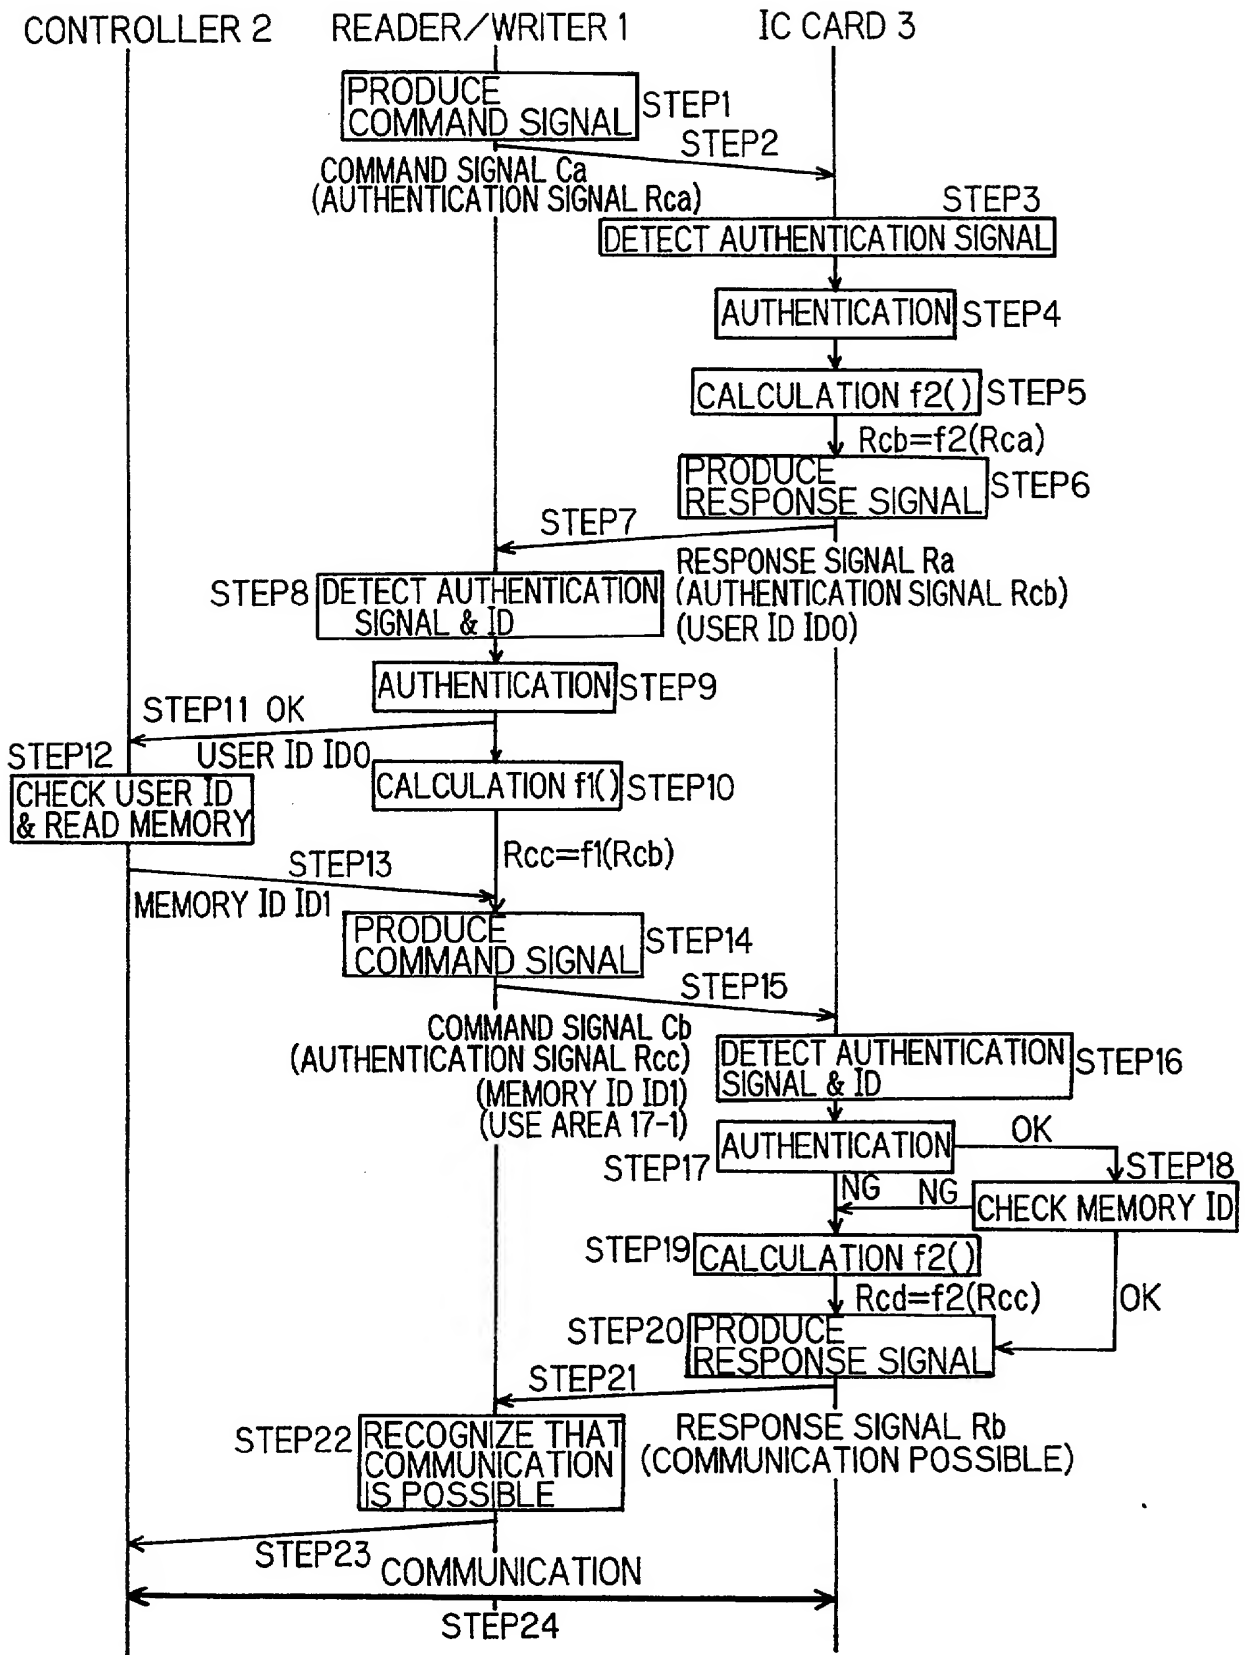 CONTROLLER 2
READER/WRITER 1
IC CARD 3
PRODUCE
COMMAND SIGNAL
STEP1
STEP2
COMMAND SIGNAL Ca
(AUTHENTICATION SIGNAL Rca)
STEP3
DETECT AUTHENTICATION SIGNAL
AUTHENTICATION
STEP4
CALCULATION f2()
STEP5
Rcb=f2(Rca)
PRODUCE
RESPONSE SIGNAL
STEP6
STEP7
RESPONSE SIGNAL Ra
(AUTHENTICATION SIGNAL Rcb)
(USER ID ID0)
STEP8
DETECT AUTHENTICATION
SIGNAL & ID
AUTHENTICATION
STEP9
STEP11 OK
USER ID ID0
STEP12
CHECK USER ID
& READ MEMORY
CALCULATION f1()
STEP10
Rcc=f1(Rcb)
STEP13
MEMORY ID ID1
PRODUCE
COMMAND SIGNAL
STEP14
STEP15
COMMAND SIGNAL Cb
(AUTHENTICATION SIGNAL Rcc)
(MEMORY ID ID1)
(USE AREA 17-1)
DETECT AUTHENTICATION
SIGNAL & ID
STEP16
AUTHENTICATION
STEP17
OK
STEP18
NG
NG
CHECK MEMORY ID
STEP19
CALCULATION f2()
Rcd=f2(Rcc)
OK
STEP20
PRODUCE
RESPONSE SIGNAL
STEP21
RESPONSE SIGNAL Rb
(COMMUNICATION POSSIBLE)
STEP22
RECOGNIZE THAT
COMMUNICATION
IS POSSIBLE
STEP23
COMMUNICATION
STEP24